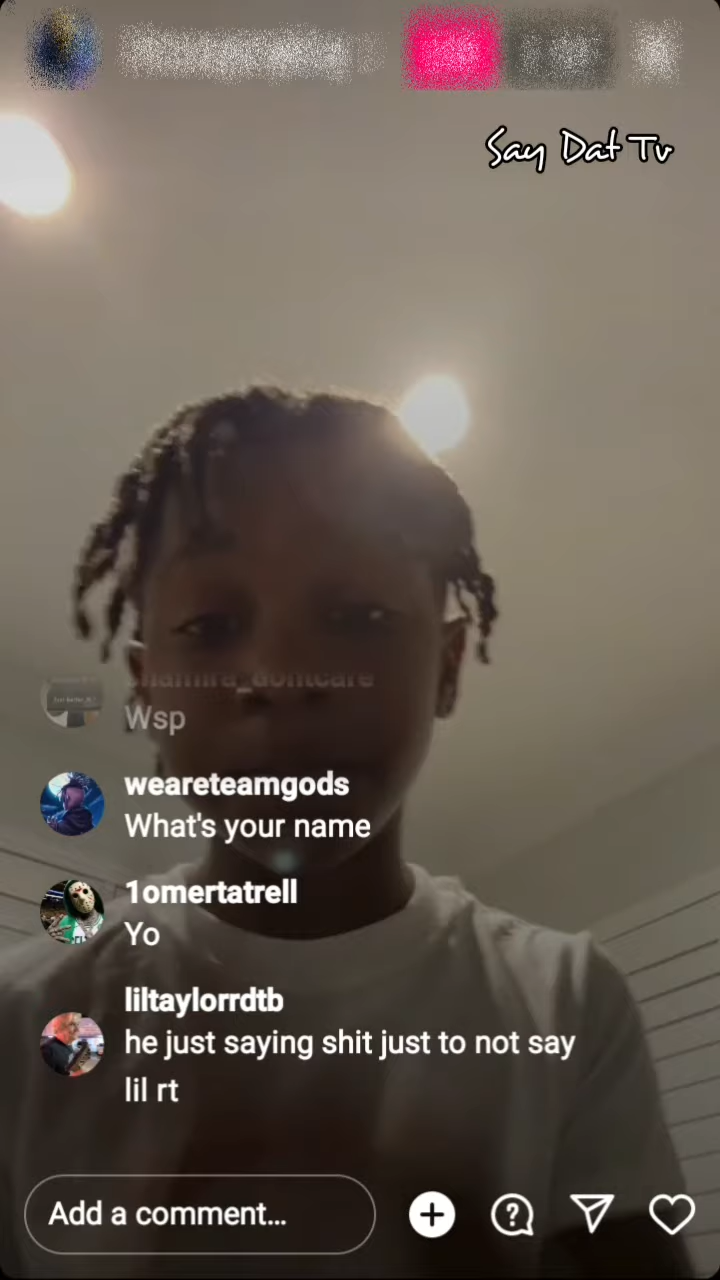 Say Dat Tv
Wsp
weareteamgods
What's your name
1omertatrell
Yo
liltaylorrdtb
he just saying shit just to not say
lil rt
Add a comment...